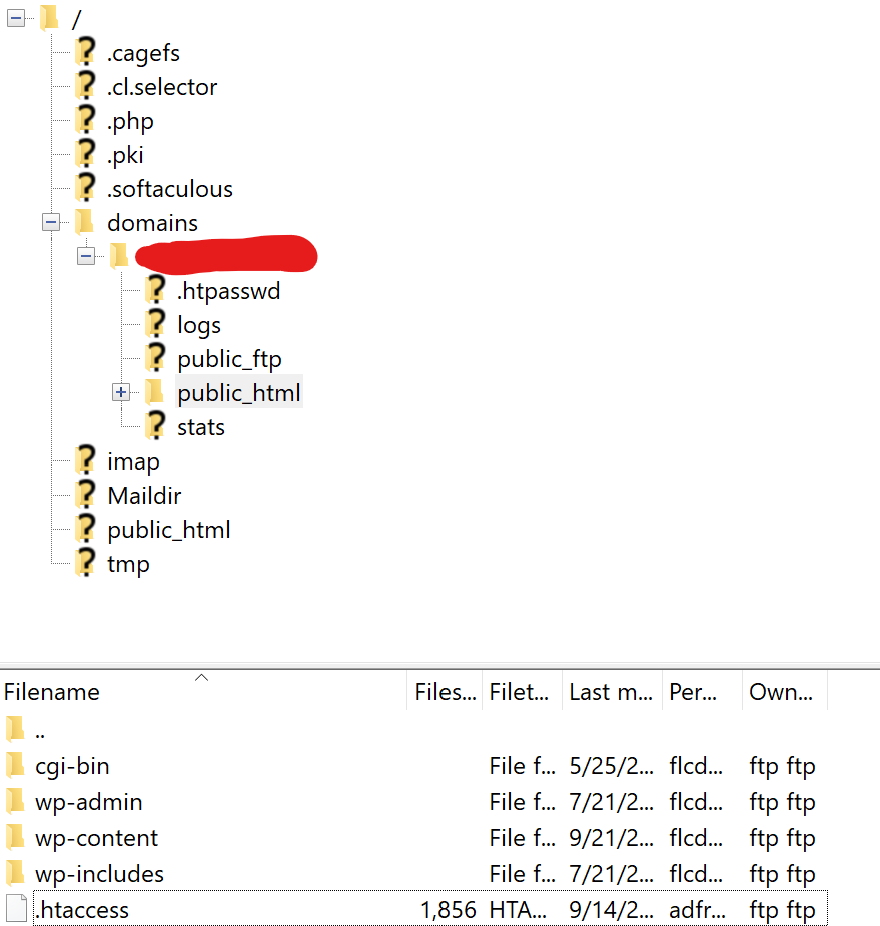 /
.cagefs
.cl.selector
.php
.pki
.softaculous
domains
.htpasswd
logs
public_ftp
public_html
stats
imap
Maildir
public_html
tmp
Filename Files... Filet... Last m... Per... Own...
..
cgi-bin File f... 5/25/2... flcd... ftp ftp
wp-admin File f... 7/21/2... flcd... ftp ftp
wp-content File f... 9/21/2... flcd... ftp ftp
wp-includes File f... 7/21/2... flcd... ftp ftp
.htaccess 1,856 HTA... 9/14/2... adfr... ftp ftp